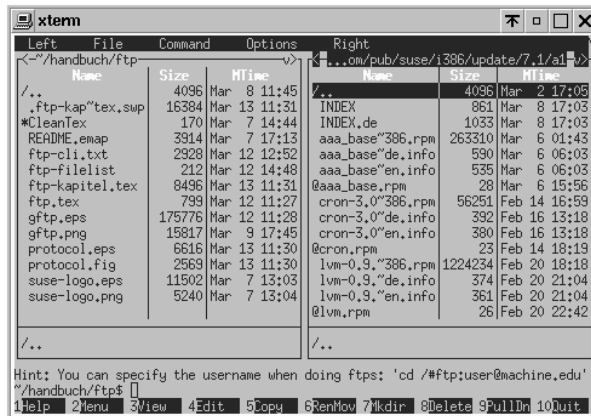 xterm
Left File Command Options Right
<-~/handbuch/ftp v> <-...om/pub/suse/i386/update/7.1/a1-v>
Name Size MTime Name Size MTime
/.. 4096 Mar 8 11:45 /.. 4096 Mar 2 17:05
.ftp-kap~tex.swp 16384 Mar 13 11:31 INDEX 861 Mar 8 17:03
*CleanTex 170 Mar 7 14:44 INDEX.de 1033 Mar 8 17:03
README.emap 3914 Mar 7 17:13 aaa_base~386.rpm 263310 Mar 6 01:43
ftp-cli.txt 2928 Mar 12 12:52 aaa_base~de.info 590 Mar 6 06:03
ftp-filelist 212 Mar 12 14:48 aaa_base~en.info 535 Mar 6 06:03
ftp-kapitel.tex 8496 Mar 13 11:31 @aaa_base.rpm 28 Mar 6 15:56
ftp.tex 799 Mar 12 11:27 cron-3.0~386.rpm 56251 Feb 14 16:59
gftp.eps 175776 Mar 12 11:28 cron-3.0~de.info 392 Feb 16 13:18
gftp.png 15817 Mar 9 17:45 cron-3.0~en.info 380 Feb 16 13:18
protocol.eps 6616 Mar 13 11:30 @cron.rpm 23 Feb 14 18:19
protocol.fig 2569 Mar 13 11:30 lvm-0.9.~386.rpm 1224234 Feb 20 18:18
suse-logo.eps 11502 Mar 7 13:03 lvm-0.9.~de.info 374 Feb 20 21:04
suse-logo.png 5240 Mar 7 13:04 lvm-0.9.~en.info 361 Feb 20 21:04
@lvm.rpm 26 Feb 20 22:42
/.. /..
Hint: You can specify the username when doing ftps: 'cd /#ftp:user@machine.edu'
~/handbuch/ftp$
1Help 2Menu 3View 4Edit 5Copy 6RenMov 7Mkdir 8Delete 9PullDn 10Quit